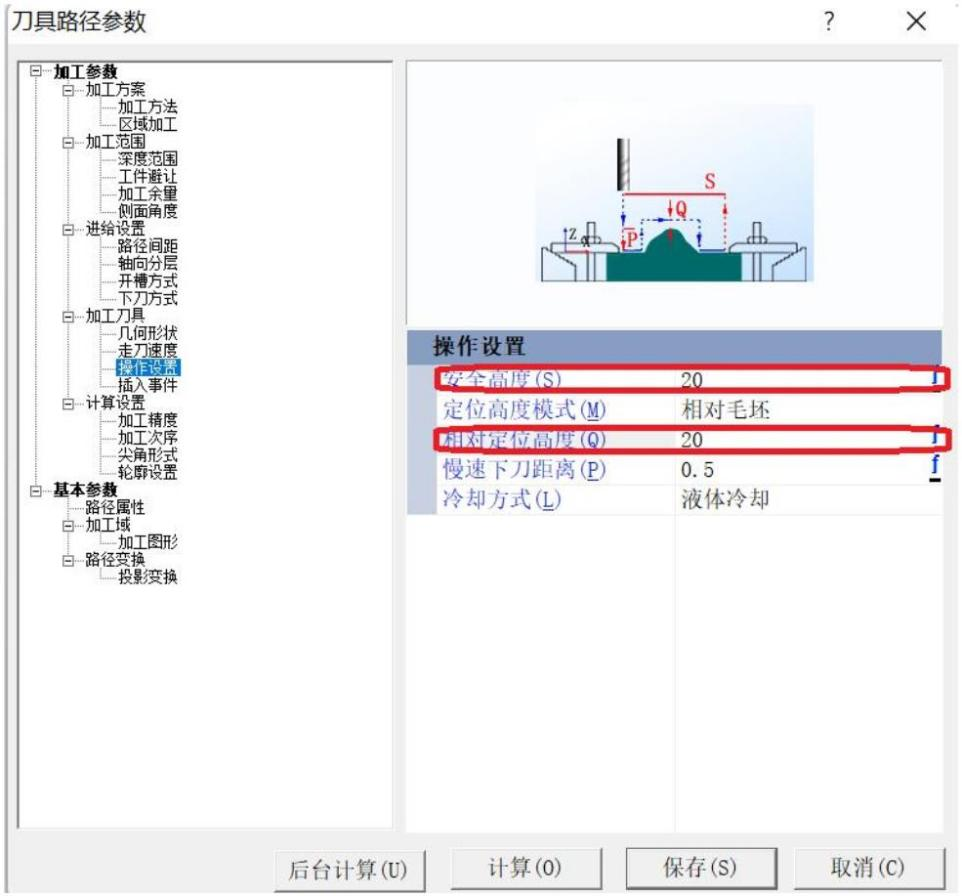 刀具路径参数
? ×
加工参数
加工方案
加工方法
区域加工
加工范围
深度范围
工件避让
加工余量
侧面角度
进给设置
路径间距
轴向分层
开槽方式
下刀方式
加工刀具
几何形状
走刀速度
操作设置
插入事件
计算设置
加工精度
加工次序
尖角形式
轮廓设置
基本参数
路径属性
加工域
加工图形
路径变换
投影变换
S
Q
P
Z
X
操作设置
安全高度(S) 20 f
定位高度模式(M) 相对毛坯
相对定位高度(Q) 20 f
慢速下刀距离(P) 0.5 f
冷却方式(L) 液体冷却
后台计算(U) 计算(O) 保存(S) 取消(C)